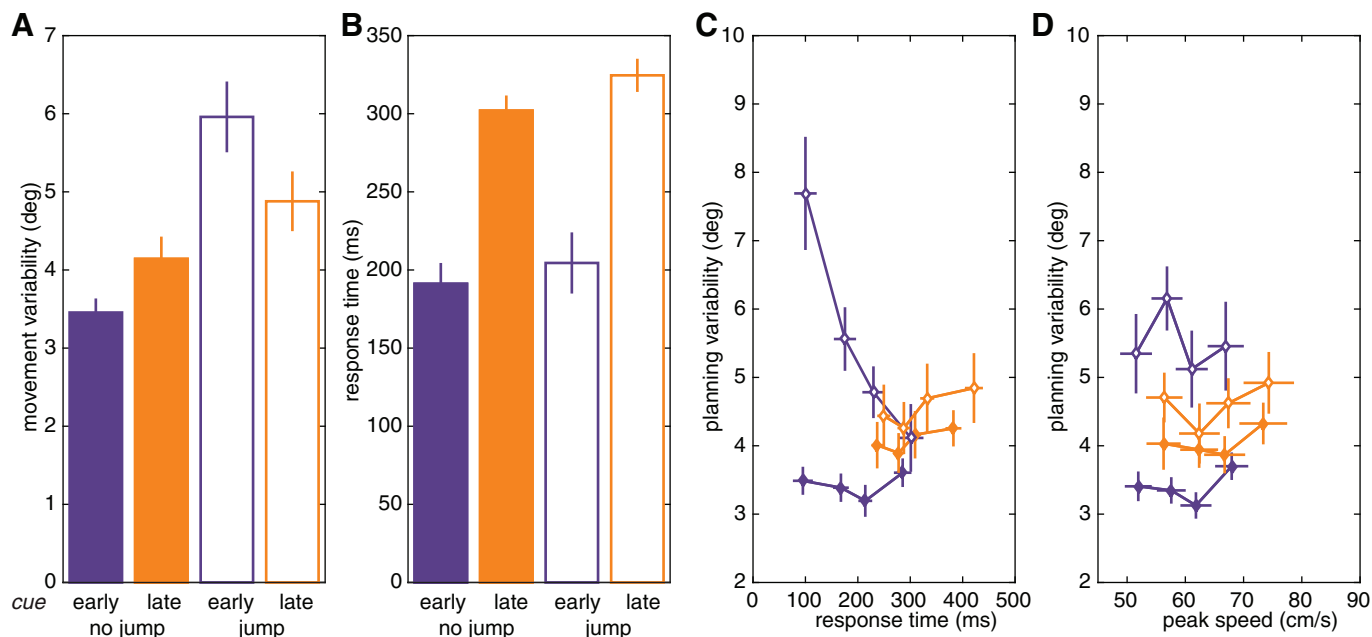 A
B
C
D
movement variability (deg)
7
6
5
4
3
2
1
0
cue
early
late
early
late
no jump
jump
response time (ms)
350
300
250
200
150
100
50
0
early
late
early
late
no jump
jump
planning variability (deg)
10
9
8
7
6
5
4
3
2
0
100
200
300
400
500
response time (ms)
planning variability (deg)
10
9
8
7
6
5
4
3
2
50
60
70
80
90
peak speed (cm/s)